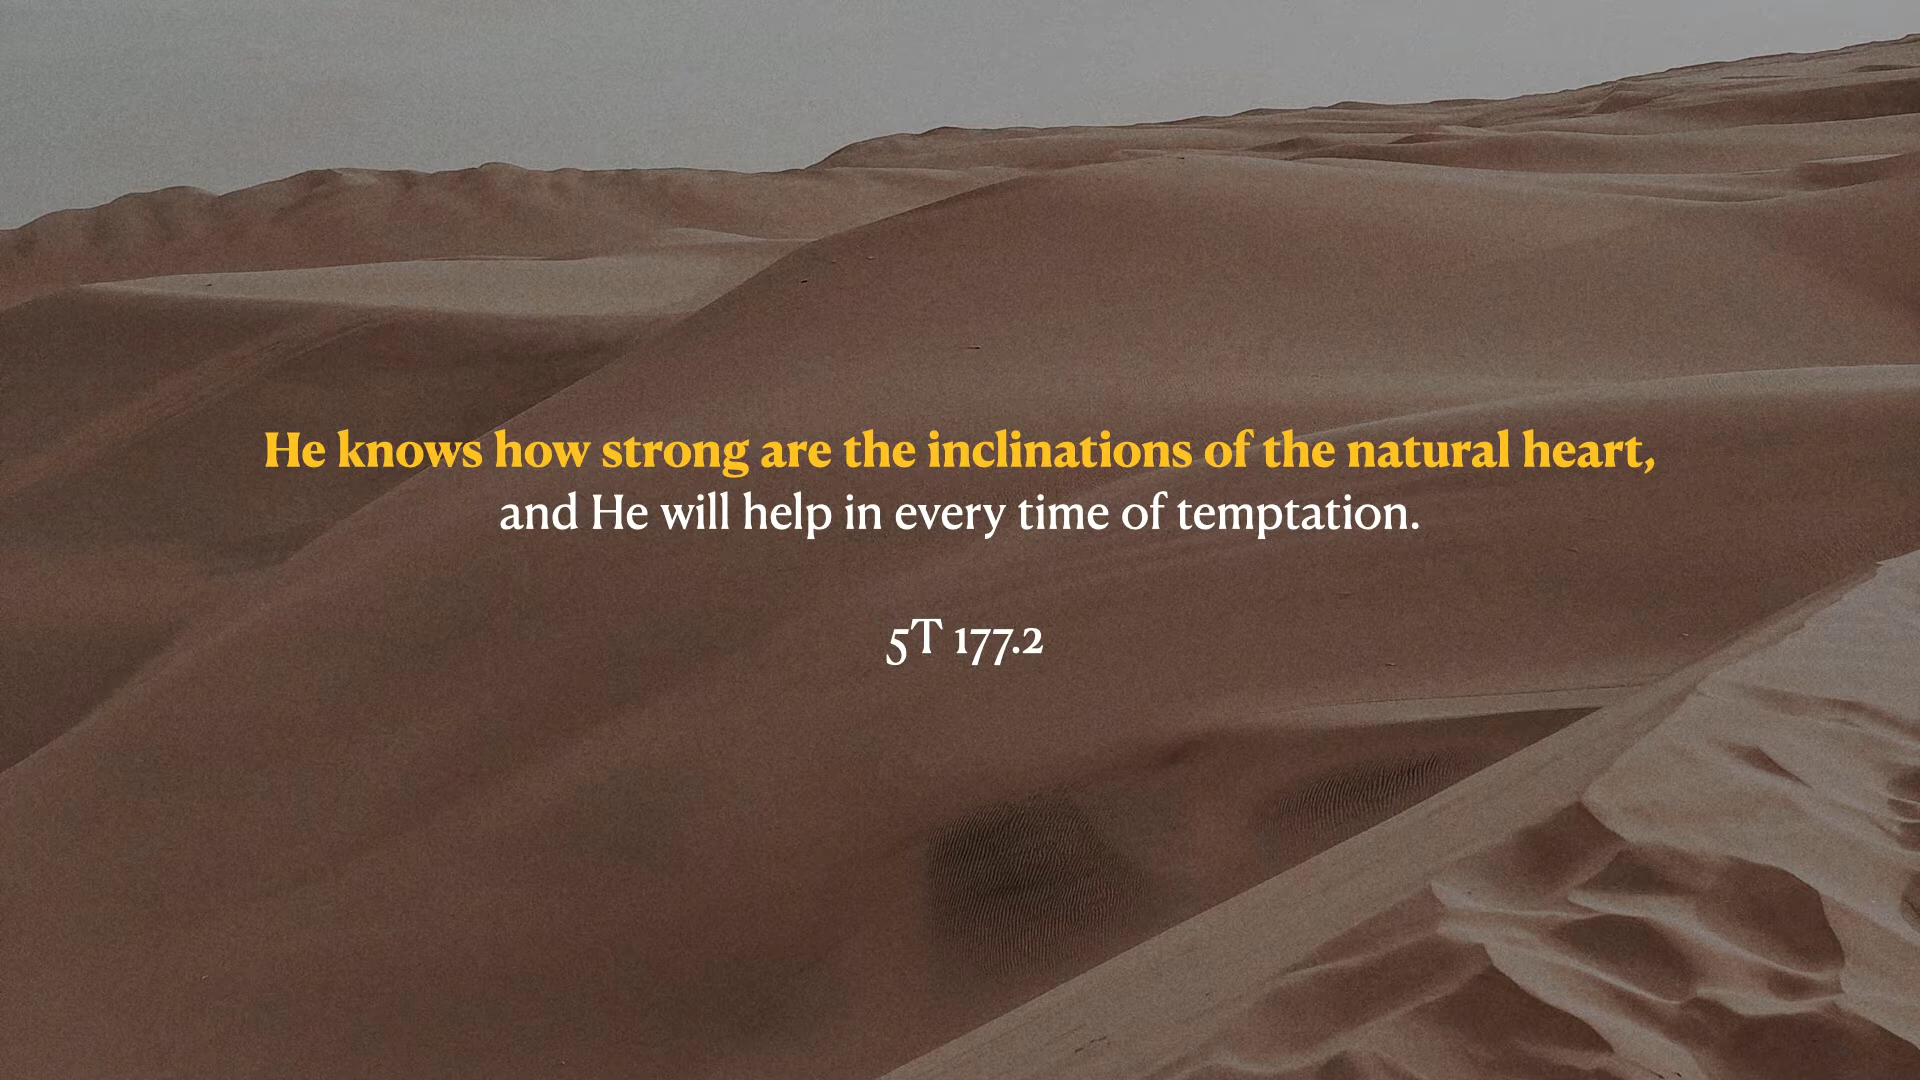 He knows how strong are the inclinations of the natural heart,
and He will help in every time of temptation.
5T 177.2